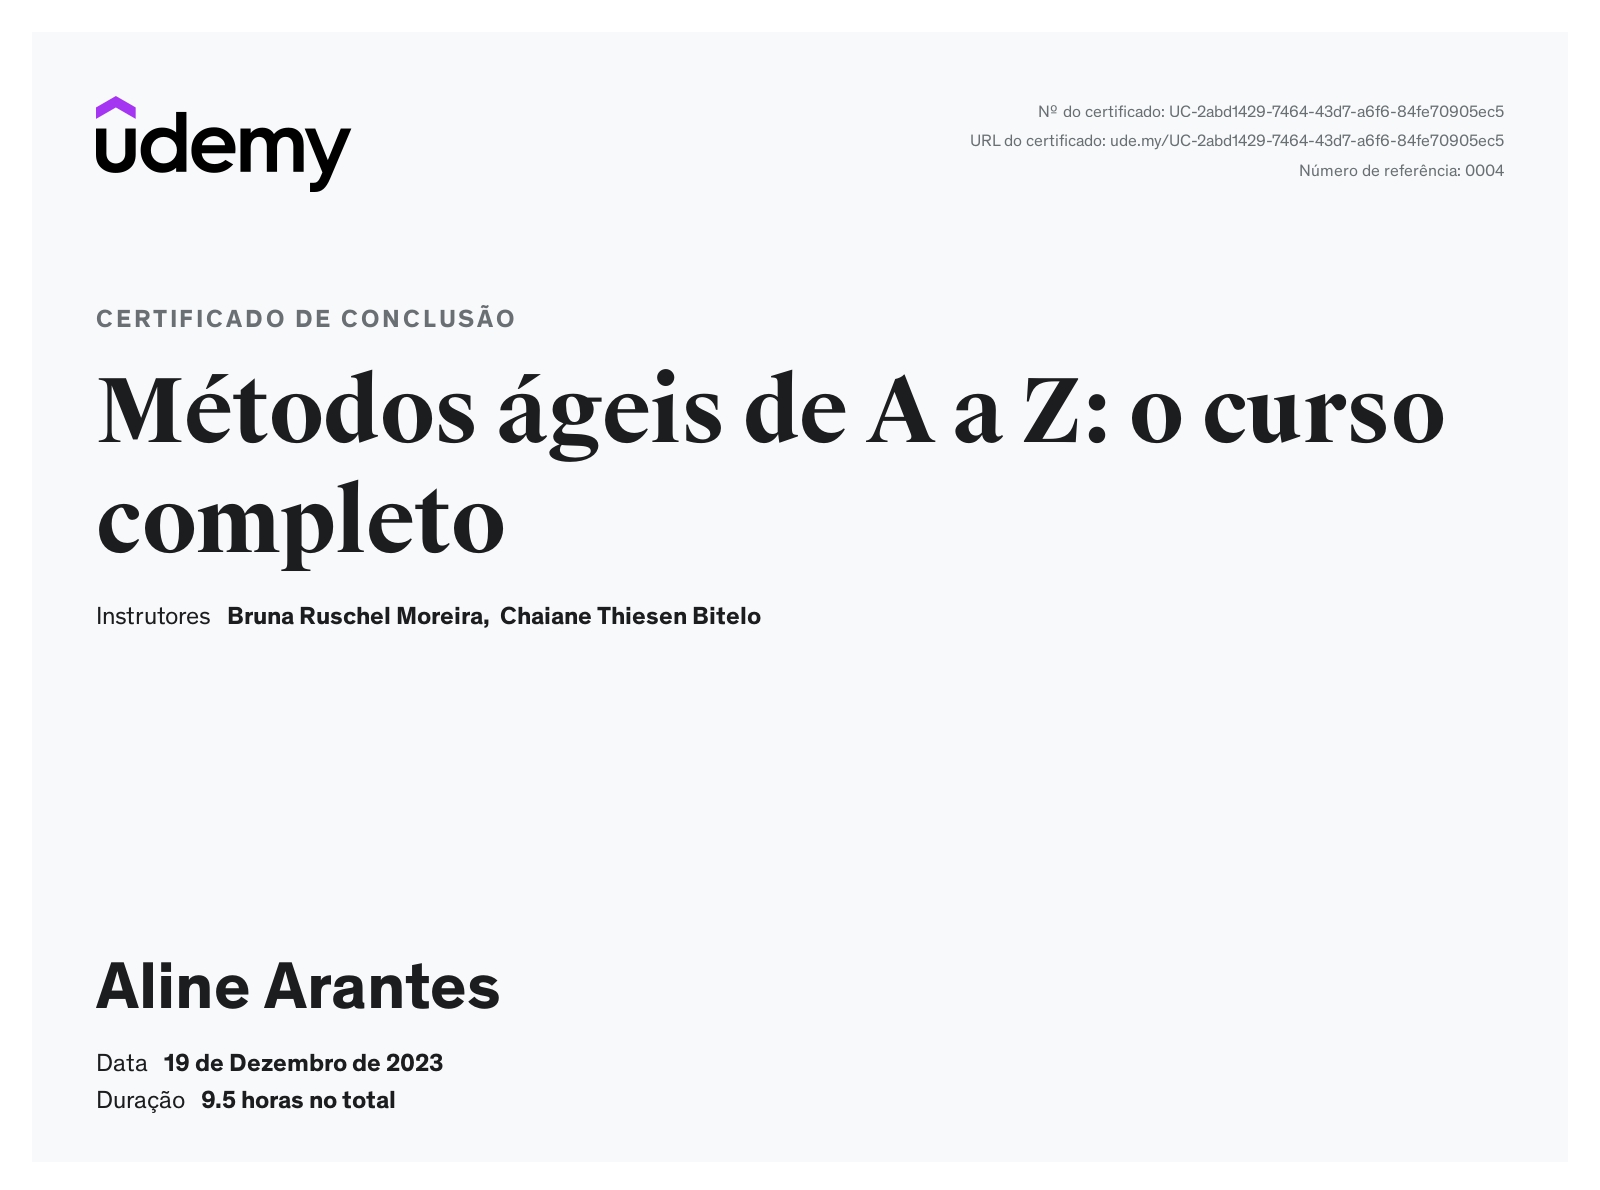 udemy
Nº do certificado: UC-2abd1429-7464-43d7-a6f6-84fe70905ec5
URL do certificado: ude.my/UC-2abd1429-7464-43d7-a6f6-84fe70905ec5
Número de referência: 0004
CERTIFICADO DE CONCLUSÃO
Métodos ágeis de A a Z: o curso
completo
Instrutores Bruna Ruschel Moreira, Chaiane Thiesen Bitelo
Aline Arantes
Data 19 de Dezembro de 2023
Duração 9.5 horas no total